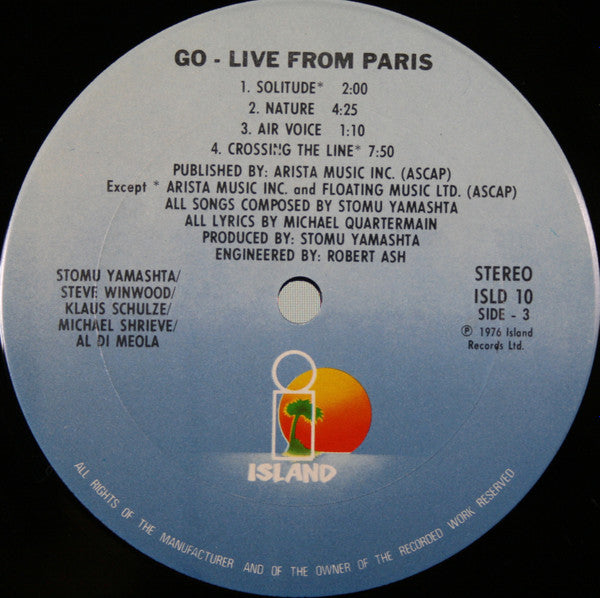 GO - LIVE FROM PARIS
1. SOLITUDE* 2:00
2. NATURE 4:25
3. AIR VOICE 1:10
4. CROSSING THE LINE* 7:50
PUBLISHED BY: ARISTA MUSIC INC. (ASCAP)
Except * ARISTA MUSIC INC. and FLOATING MUSIC LTD. (ASCAP)
ALL SONGS COMPOSED BY STOMU YAMASHTA
ALL LYRICS BY MICHAEL QUARTERMAIN
PRODUCED BY: STOMU YAMASHTA
ENGINEERED BY: ROBERT ASH
STOMU YAMASHTA/
STEVE WINWOOD/
KLAUS SCHULZE/
MICHAEL SHRIEVE/
AL DI MEOLA
STEREO
ISLD 10
SIDE - 3
℗ 1976 Island
Records Ltd.
i
ISLAND
ALL RIGHTS OF THE MANUFACTURER AND OF THE OWNER OF THE RECORDED WORK RESERVED